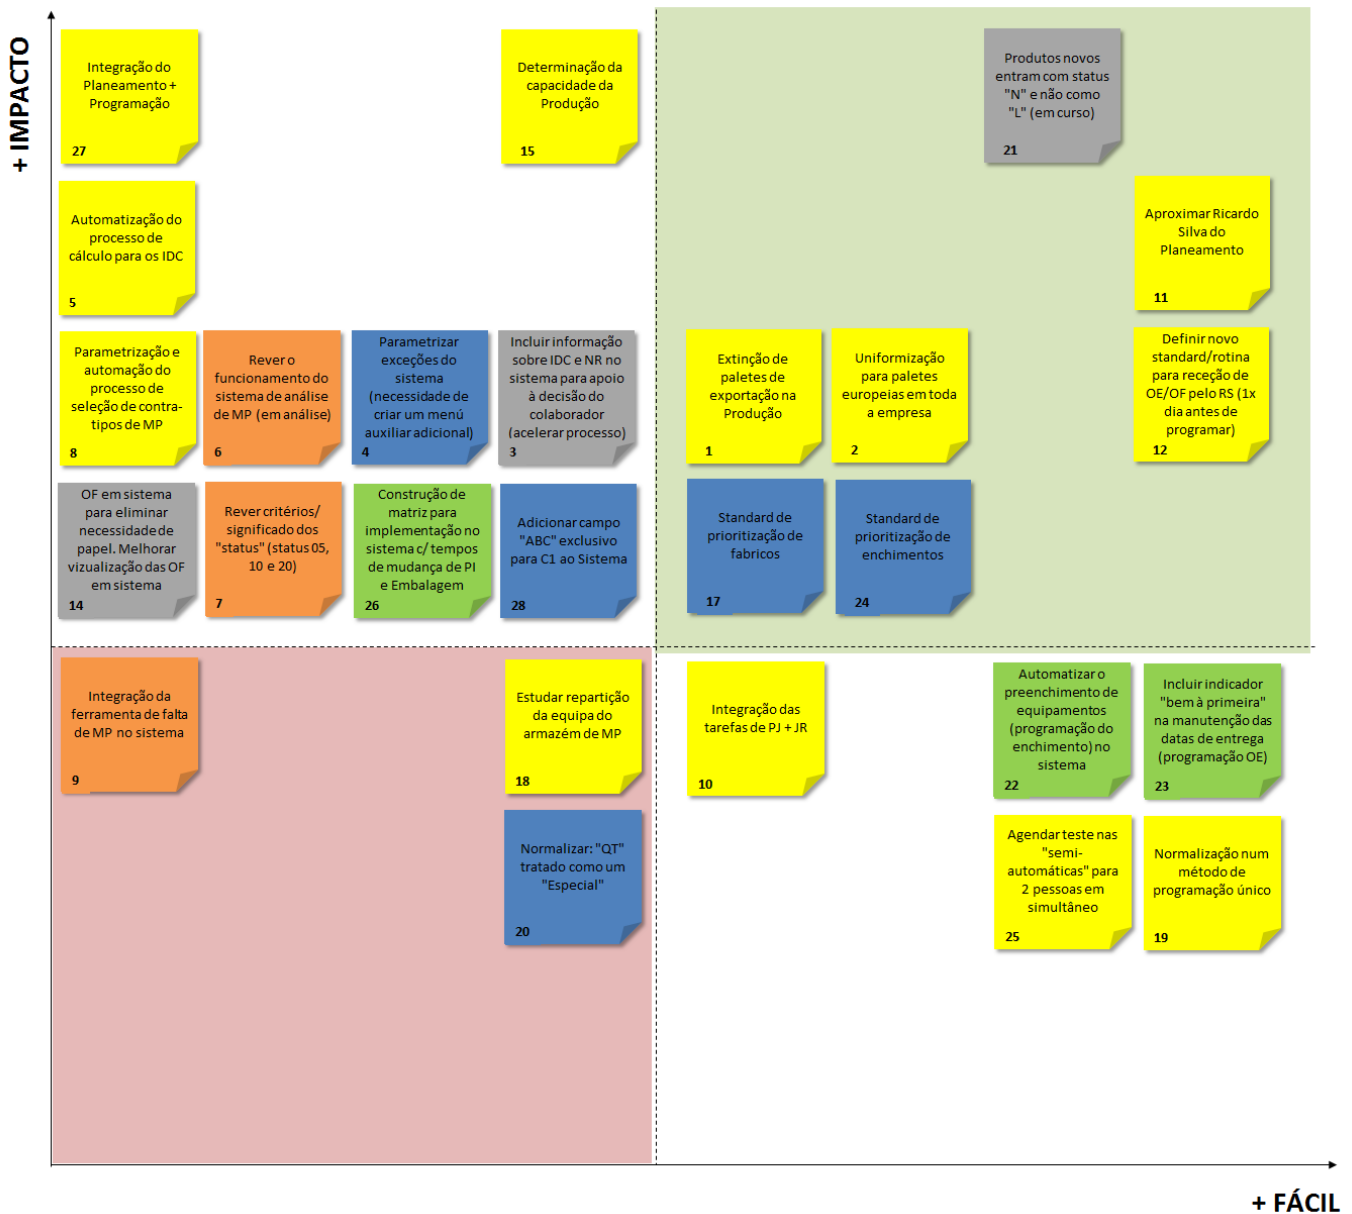 + IMPACTO
Integração do
Planeamento +
Programação
27
Determinação da
capacidade da
Produção
15
Produtos novos
entram com status
"N" e não como
"L" (em curso)
21
Automatização do
processo de
cálculo para os IDC
5
Aproximar Ricardo
Silva do
Planeamento
11
Parametrização e
automação do
processo de
seleção de contra-
tipos de MP
8
Rever o
funcionamento do
sistema de análise
de MP (em análise)
6
Parametrizar
exceções do
sistema
(necessidade de
criar um menú
auxiliar adicional)
4
Incluir informação
sobre IDC e NR no
sistema para apoio
à decisão do
colaborador
(acelerar processo)
3
Extinção de
paletes de
exportação na
Produção
1
Uniformização
para paletes
europeias em toda
a empresa
2
Definir novo
standard/rotina
para receção de
OE/OF pelo RS (1x
dia antes de
programar)
12
OF em sistema
para eliminar
necessidade de
papel. Melhorar
vizualização das OF
em sistema
14
Rever critérios/
significado dos
"status" (status 05,
10 e 20)
7
Construção de
matriz para
implementação no
sistema c/ tempos
de mudança de PI
e Embalagem
26
Adicionar campo
"ABC" exclusivo
para C1 ao Sistema
28
Standard de
prioritização de
fabricos
17
Standard de
prioritização de
enchimentos
24
Integração da
ferramenta de falta
de MP no sistema
9
Estudar repartição
da equipa do
armazém de MP
18
Integração das
tarefas de PJ + JR
10
Automatizar o
preenchimento de
equipamentos
(programação do
enchimento) no
sistema
22
Incluir indicador
"bem à primeira"
na manutenção das
datas de entrega
(programação OE)
23
Normalizar: "QT"
tratado como um
"Especial"
20
Agendar teste nas
"semi-
automáticas" para
2 pessoas em
simultâneo
25
Normalização num
método de
programação único
19
+ FÁCIL